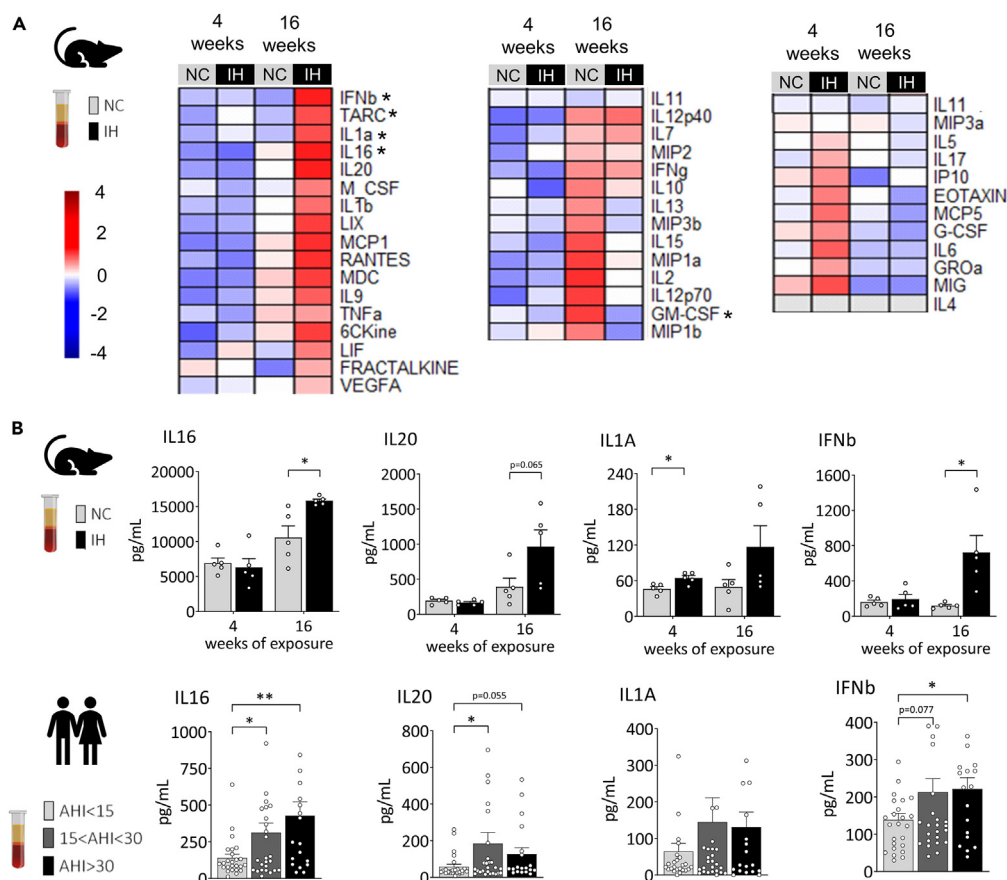 A
NC
IH
4
2
0
-2
-4
4 weeks 16 weeks
NC IH NC IH
IFNb *
TARC *
IL1a *
IL16 *
IL20
M_CSF
IL1b
LIX
MCP1
RANTES
MDC
IL9
TNFa
6CKine
LIF
FRACTALKINE
VEGFA
4 weeks 16 weeks
NC IH NC IH
IL11
IL12p40
IL7
MIP2
IFNg
IL10
IL13
MIP3b
IL15
MIP1a
IL2
IL12p70
GM-CSF *
MIP1b
4 weeks 16 weeks
NC IH NC IH
IL11
MIP3a
IL5
IL17
IP10
EOTAXIN
MCP5
G-CSF
IL6
GROa
MIG
IL4
B
NC
IH
IL16
pg/mL
20000
15000
10000
5000
0
*
4 16
weeks of exposure
IL20
pg/mL
2000
1500
1000
500
0
p=0.065
4 16
weeks of exposure
IL1A
pg/mL
240
180
120
60
0
*
4 16
weeks of exposure
IFNb
pg/mL
1600
1200
800
400
0
*
4 16
weeks of exposure
AHI<15
15<AHI<30
AHI>30
IL16
pg/mL
1000
750
500
250
0
**
*
IL20
pg/mL
800
600
400
200
0
p=0.055
*
IL1A
pg/mL
400
300
200
100
0
IFNb
pg/mL
400
300
200
100
0
*
p=0.077